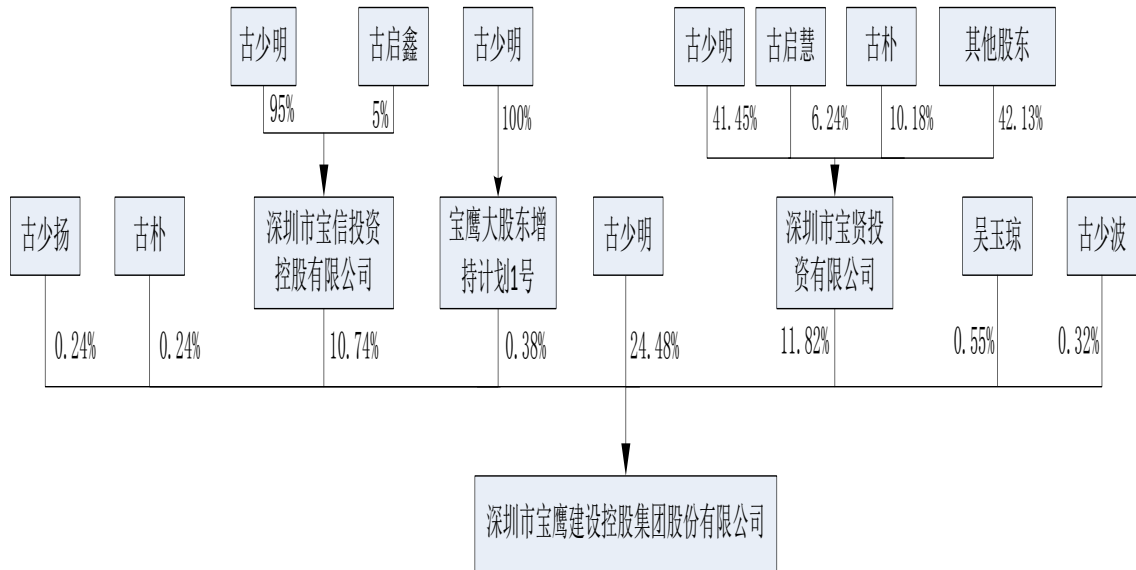 古少明
古启鑫
古少明
古少明
古启慧
古朴
其他股东
95%
5%
100%
41.45%
6.24%
10.18%
42.13%
古少扬
古朴
深圳市宝信投资
控股有限公司
宝鹰大股东增
持计划1号
古少明
深圳市宝贤投
资有限公司
吴玉琼
古少波
0.24%
0.24%
10.74%
0.38%
24.48%
11.82%
0.55%
0.32%
深圳市宝鹰建设控股集团股份有限公司